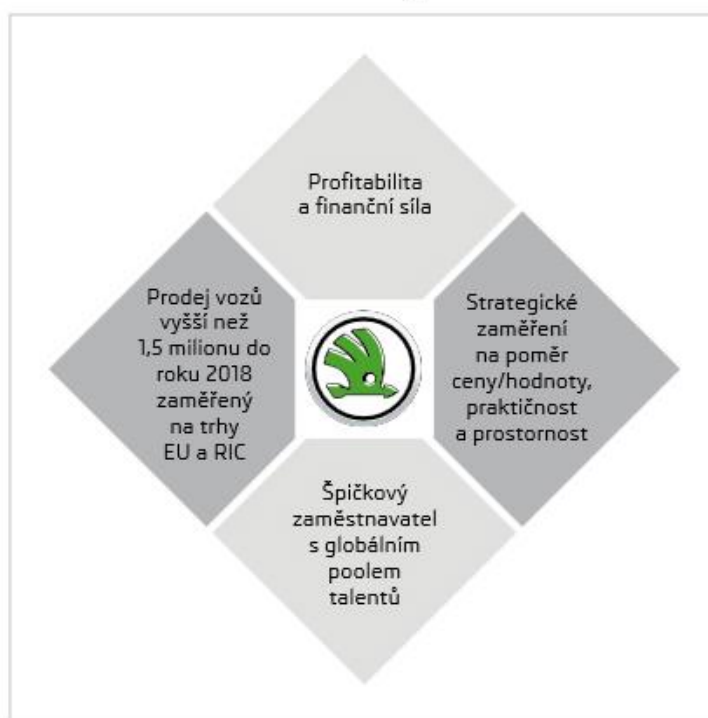 Profitabilita
a finanční síla
Prodej vozů
vyšší než
1,5 milionu do
roku 2018
zaměřený
na trhy
EU a RIC
Strategické
zaměření
na poměr
ceny/hodnoty,
praktičnost
a prostornost
Špičkový
zaměstnavatel
s globálním
poolem
talentů